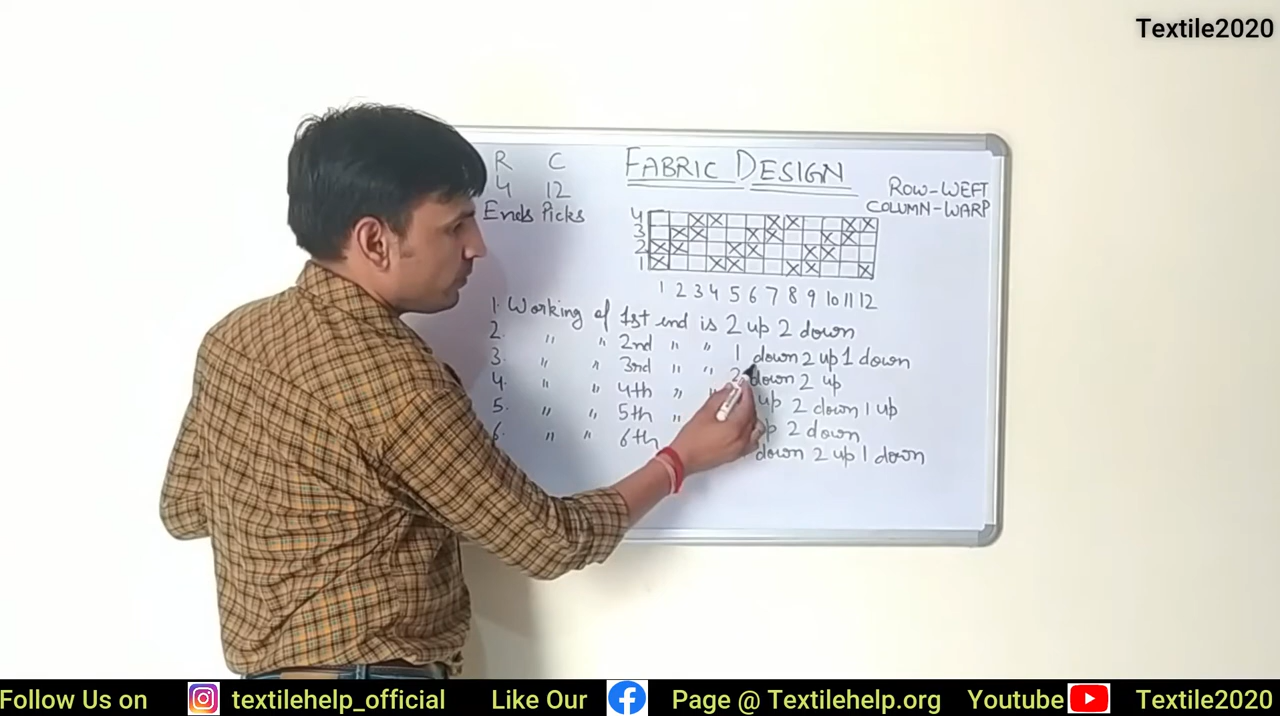 Textile2020
R C
4 12
Ends Picks
FABRIC DESIGN
ROW-WEFT
COLUMN-WARP
4
3
2
1
1 2 3 4 5 6 7 8 9 10 11 12
1. Working of 1st end is 2 up 2 down
2. " " 2nd " " 1 down 2 up 1 down
3. " " 3rd " " 2 down 2 up
4. " " 4th " " up 2 down 1 up
5. " " 5th " up 2 down
6. " " 6th down 2 up 1 down
Follow Us on textilehelp_official Like Our Page @ Textilehelp.org Youtube Textile2020